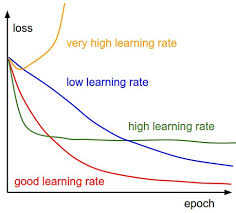 loss
very high learning rate
low learning rate
high learning rate
good learning rate
epoch